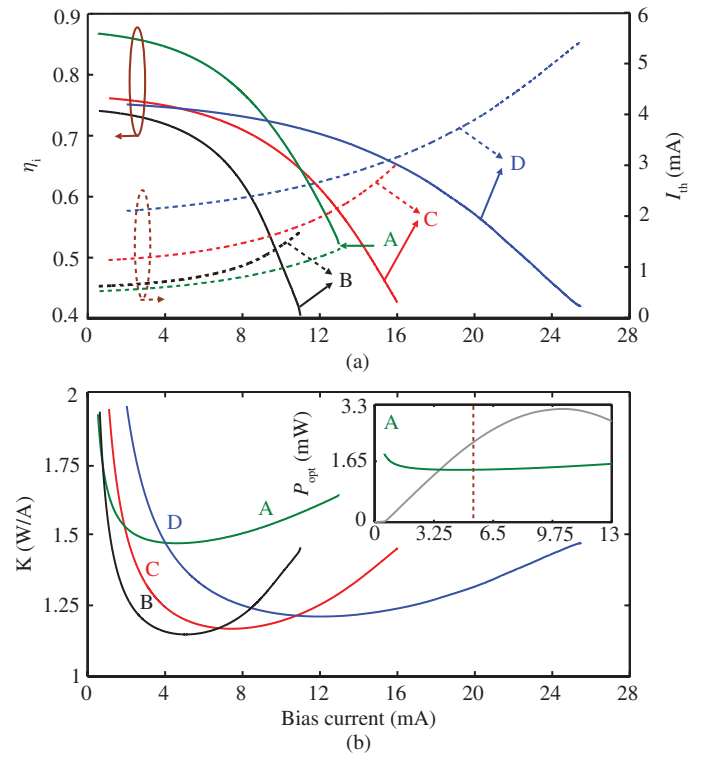 0.9
0.8
0.7
0.6
0.5
0.4
η_i
6
5
4
3
2
1
0
I_th (mA)
A
B
C
D
0 4 8 12 16 20 24 28
(a)
2
1.75
1.5
1.25
1
K (W/A)
A
B
C
D
3.3
1.65
0
P_opt (mW)
A
0 3.25 6.5 9.75 13
0 4 8 12 16 20 24 28
Bias current (mA)
(b)